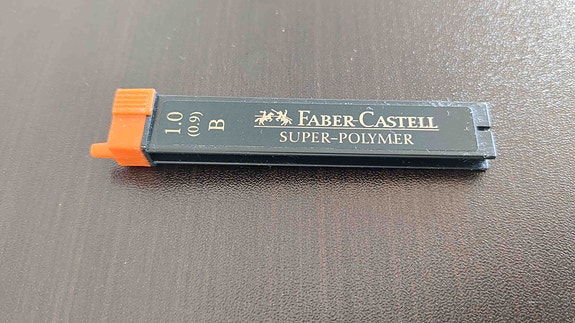 1.0
(0.9)
B
FABER-CASTELL
SUPER-POLYMER